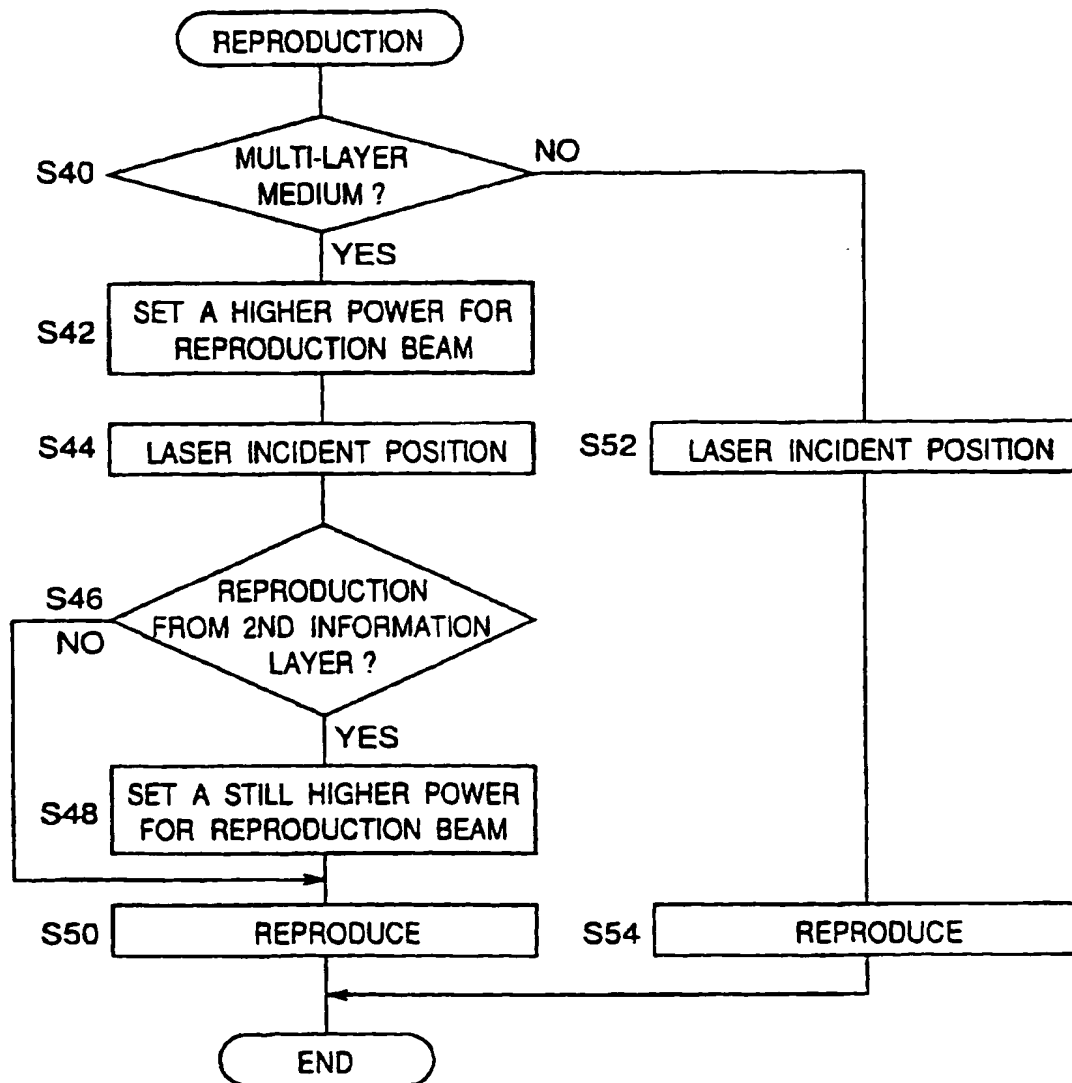 REPRODUCTION
S40
MULTI-LAYER
MEDIUM ?
NO
YES
S42
SET A HIGHER POWER FOR
REPRODUCTION BEAM
S44
LASER INCIDENT POSITION
S52
LASER INCIDENT POSITION
S46
NO
REPRODUCTION
FROM 2ND INFORMATION
LAYER ?
YES
S48
SET A STILL HIGHER POWER
FOR REPRODUCTION BEAM
S50
REPRODUCE
S54
REPRODUCE
END